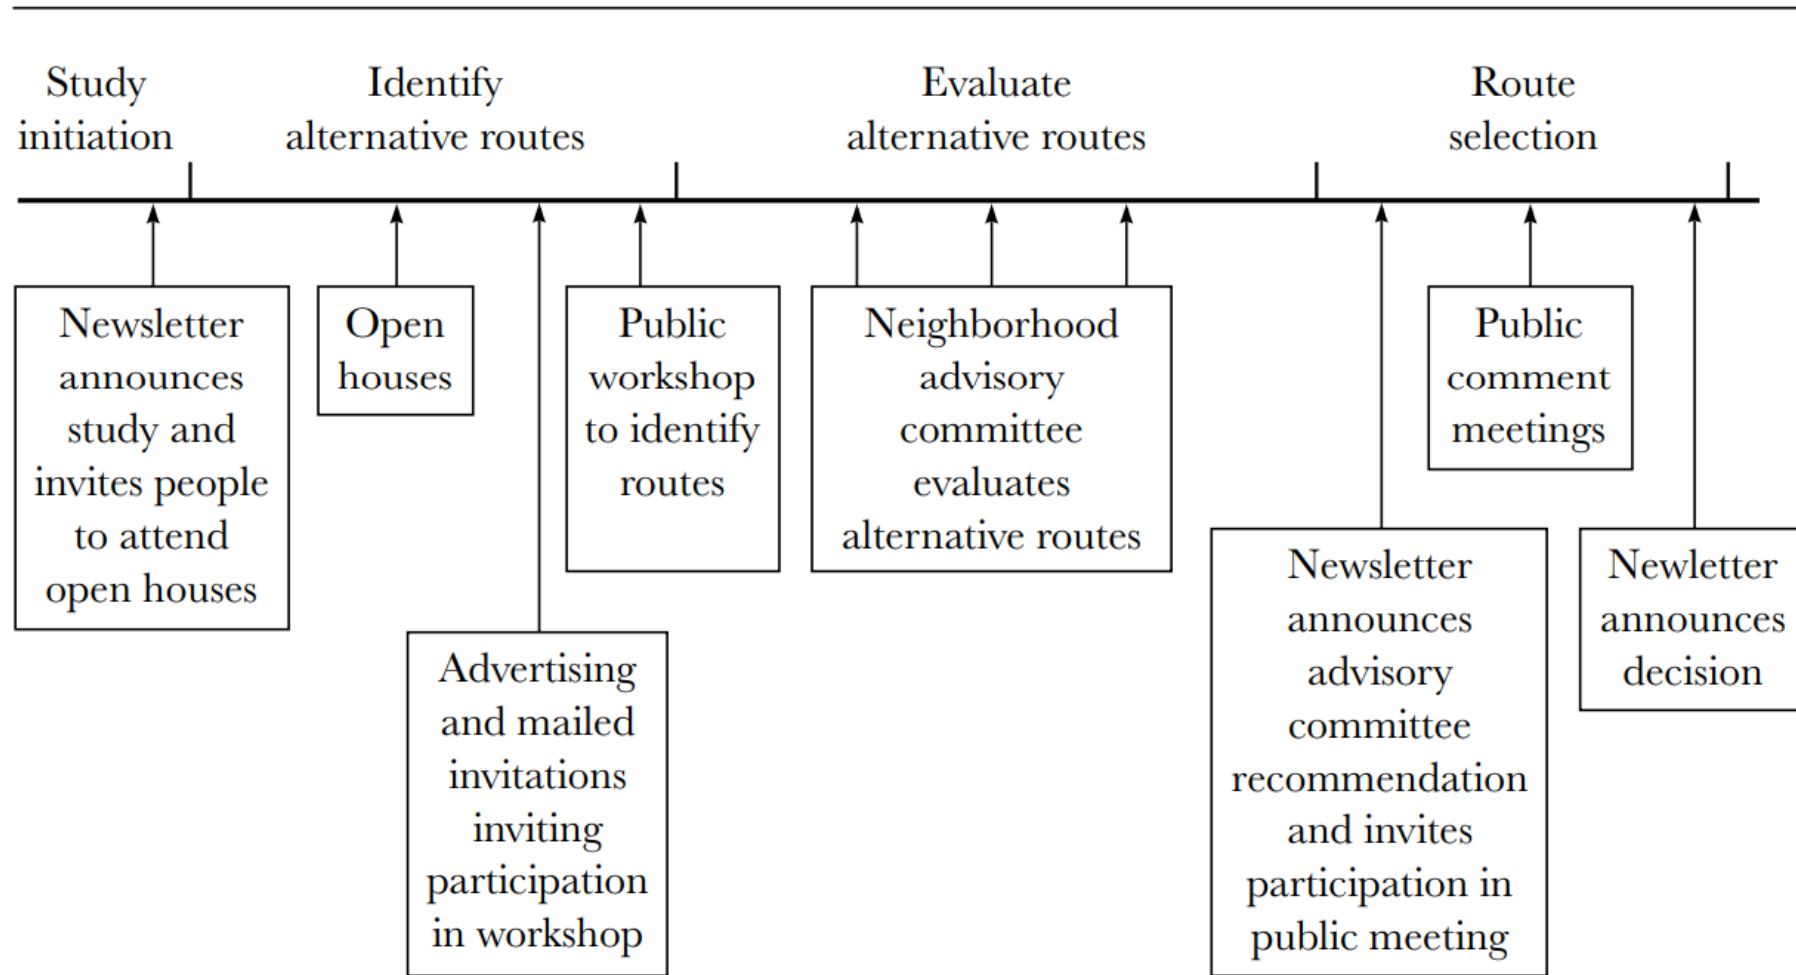 Study
initiation
Identify
alternative routes
Evaluate
alternative routes
Route
selection
Newsletter
announces
study and
invites people
to attend
open houses
Open
houses
Advertising
and mailed
invitations
inviting
participation
in workshop
Public
workshop
to identify
routes
Neighborhood
advisory
committee
evaluates
alternative routes
Newsletter
announces
advisory
committee
recommendation
and invites
participation in
public meeting
Public
comment
meetings
Newletter
announces
decision